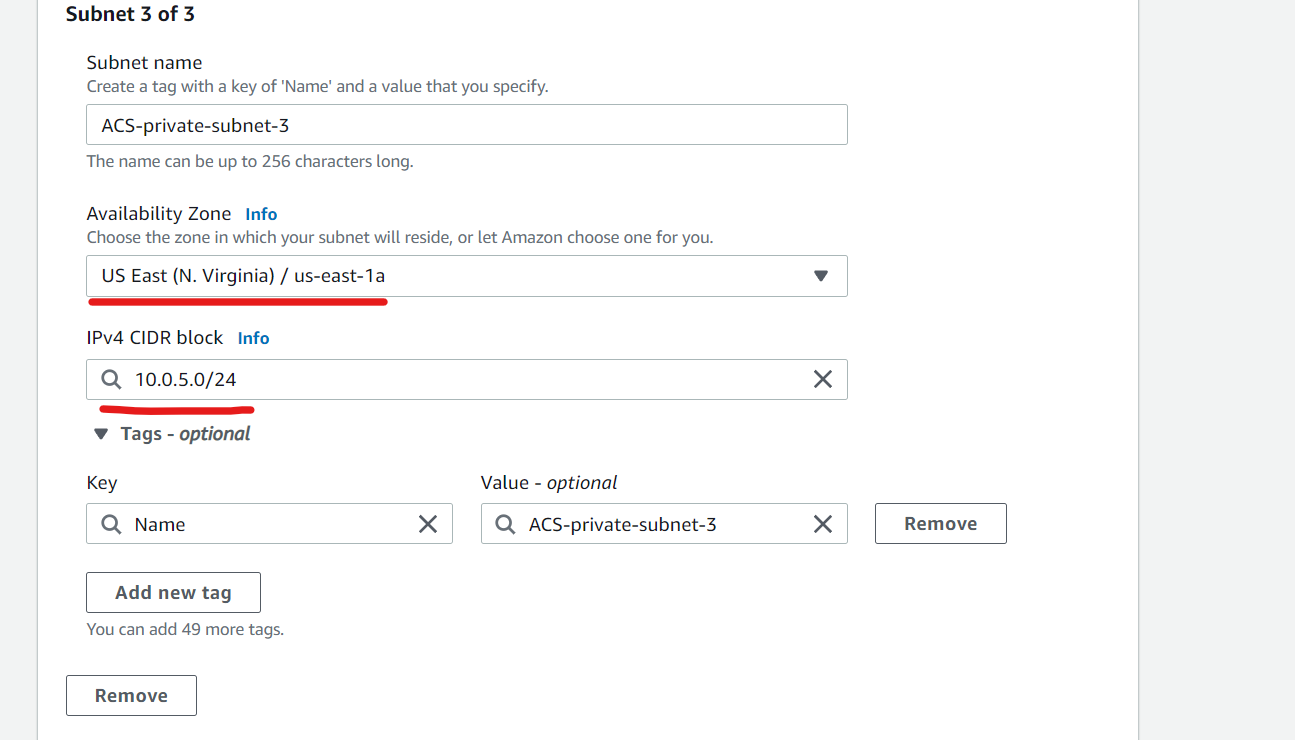 Subnet 3 of 3
Subnet name
Create a tag with a key of 'Name' and a value that you specify.
ACS-private-subnet-3
The name can be up to 256 characters long.
Availability Zone Info
Choose the zone in which your subnet will reside, or let Amazon choose one for you.
US East (N. Virginia) / us-east-1a
IPv4 CIDR block Info
10.0.5.0/24
Tags - optional
Key Value - optional
Name ACS-private-subnet-3 Remove
Add new tag
You can add 49 more tags.
Remove